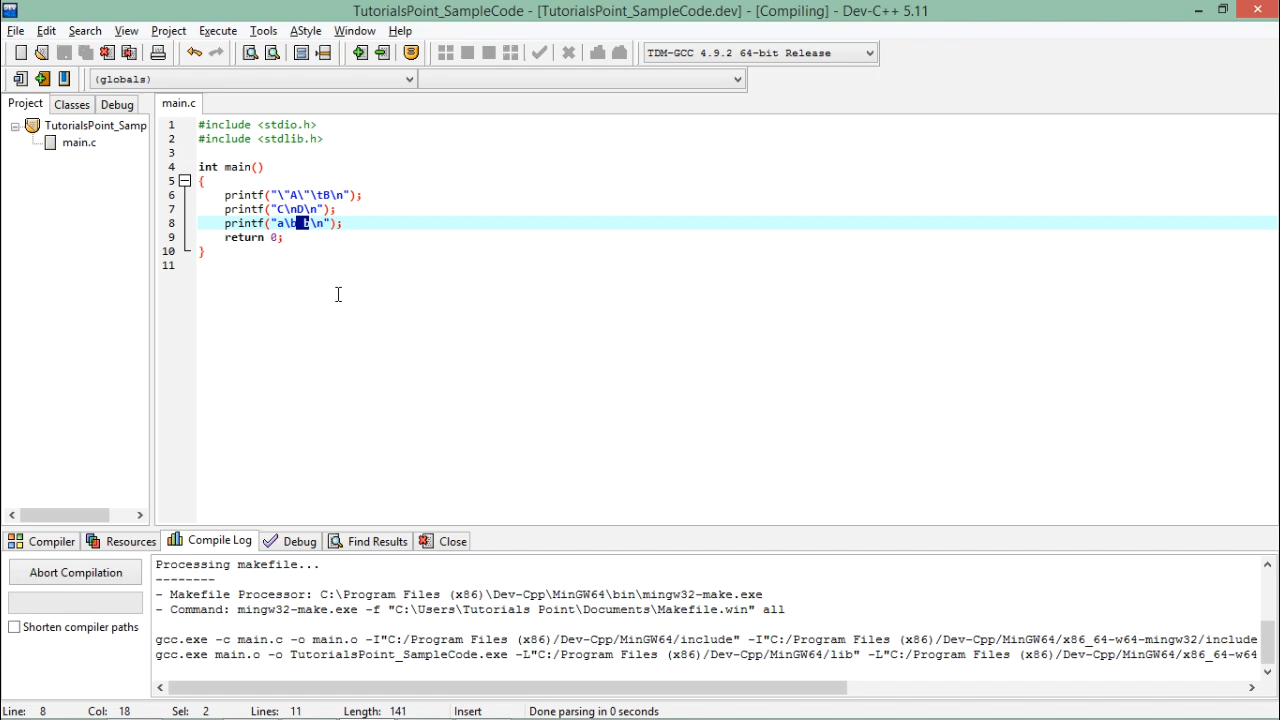 TutorialsPoint_SampleCode - [TutorialsPoint_SampleCode.dev] - [Compiling] - Dev-C++ 5.11
File Edit Search View Project Execute Tools AStyle Window Help
TDM-GCC 4.9.2 64-bit Release
(globals)
Project Classes Debug main.c
TutorialsPoint_Samp
main.c
1 #include <stdio.h>
2 #include <stdlib.h>
3
4 int main()
5 {
6 printf("\"A\"\tB\n");
7 printf("C\nD\n");
8 printf("a\b b\n");
9 return 0;
10 }
11
Compiler Resources Compile Log Debug Find Results Close
Abort Compilation
Shorten compiler paths
Processing makefile...
--------
- Makefile Processor: C:\Program Files (x86)\Dev-Cpp\MinGW64\bin\mingw32-make.exe
- Command: mingw32-make.exe -f "C:\Users\Tutorials Point\Documents\Makefile.win" all
gcc.exe -c main.c -o main.o -I"C:/Program Files (x86)/Dev-Cpp/MinGW64/include" -I"C:/Program Files (x86)/Dev-Cpp/MinGW64/x86_64-w64-mingw32/include
gcc.exe main.o -o TutorialsPoint_SampleCode.exe -L"C:/Program Files (x86)/Dev-Cpp/MinGW64/lib" -L"C:/Program Files (x86)/Dev-Cpp/MinGW64/x86_64-w64
Line: 8 Col: 18 Sel: 2 Lines: 11 Length: 141 Insert Done parsing in 0 seconds